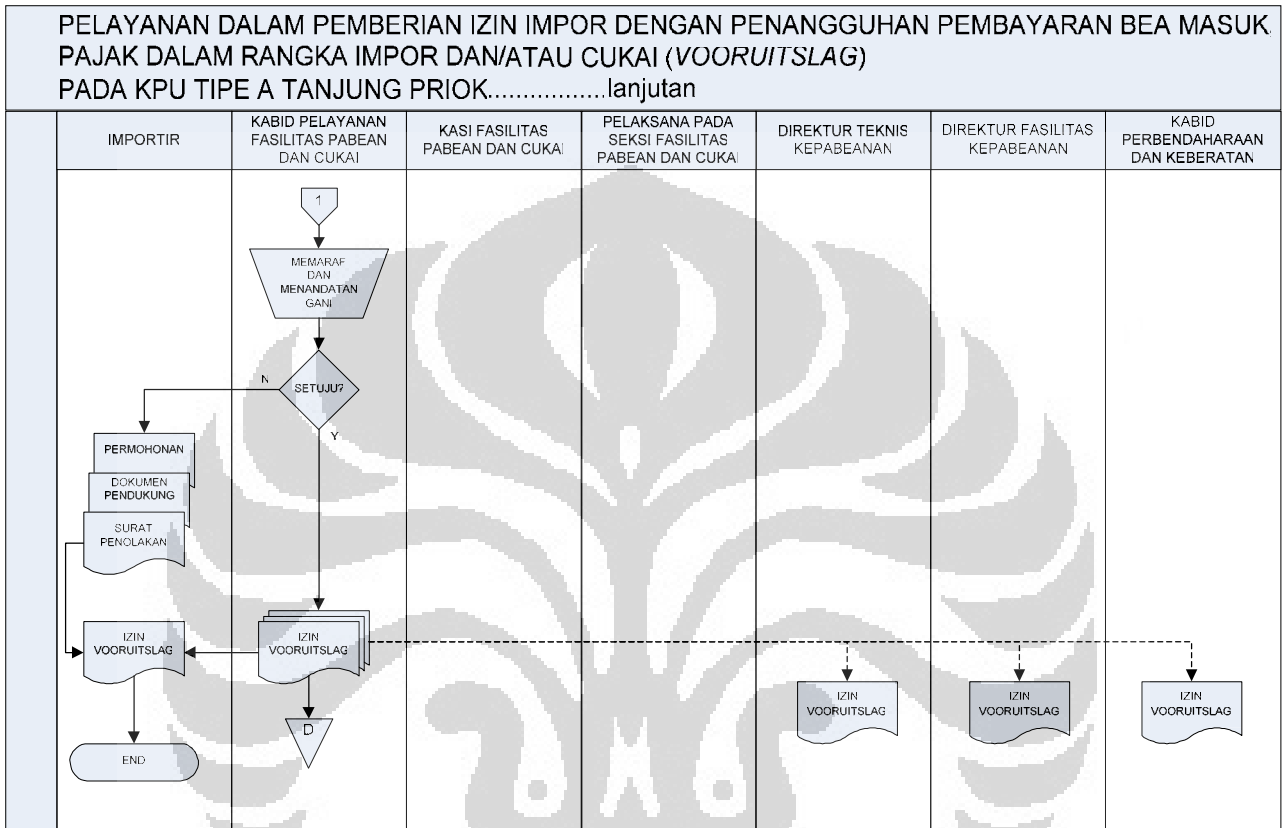 PELAYANAN DALAM PEMBERIAN IZIN IMPOR DENGAN PENANGGUHAN PEMBAYARAN BEA MASUK,
PAJAK DALAM RANGKA IMPOR DAN/ATAU CUKAI (VOORUITSLAG)
PADA KPU TIPE A TANJUNG PRIOK.................lanjutan
IMPORTIR
KABID PELAYANAN
FASILITAS PABEAN
DAN CUKAI
KASI FASILITAS
PABEAN DAN CUKAI
PELAKSANA PADA
SEKSI FASILITAS
PABEAN DAN CUKAI
DIREKTUR TEKNIS
KEPABEANAN
DIREKTUR FASILITAS
KEPABEANAN
KABID
PERBENDAHARAAN
DAN KEBERATAN
1
MEMARAF
DAN
MENANDATAN
GANI
SETUJU?
N
Y
PERMOHONAN
DOKUMEN
PENDUKUNG
SURAT
PENOLAKAN
IZIN
VOORUITSLAG
IZIN
VOORUITSLAG
IZIN
VOORUITSLAG
IZIN
VOORUITSLAG
IZIN
VOORUITSLAG
D
END